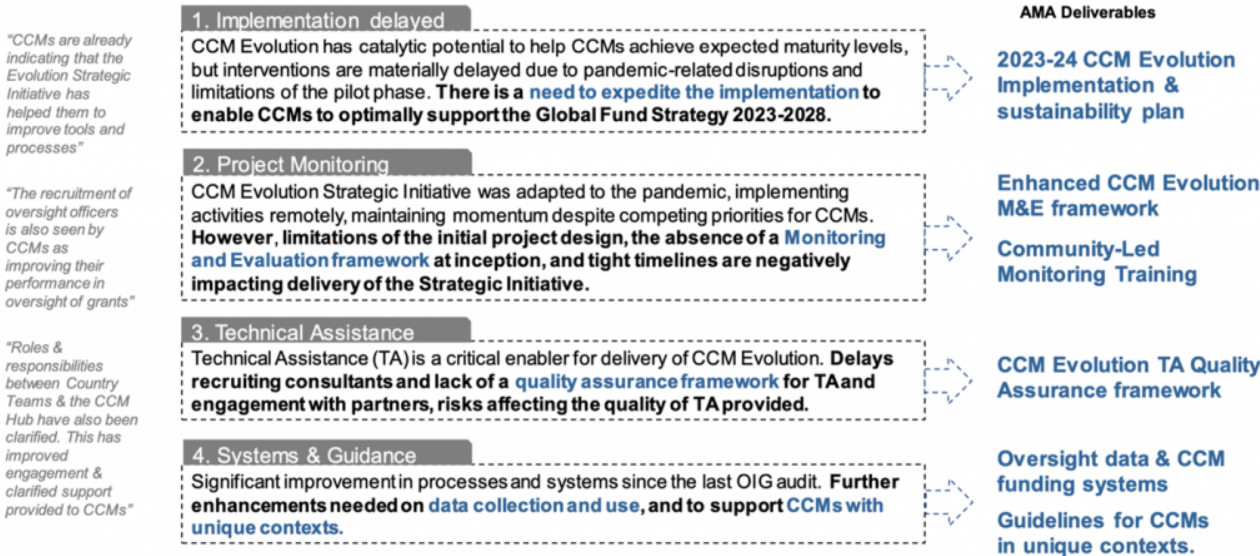 “CCMs are already
indicating that the
Evolution Strategic
Initiative has
helped them to
improve tools and
processes”
“The recruitment of
oversight officers
is also seen by
CCMs as
improving their
performance in
oversight of grants”
“Roles &
responsibilities
between Country
Teams & the CCM
Hub have also been
clarified. This has
improved
engagement &
clarified support
provided to CCMs”
1. Implementation delayed
CCM Evolution has catalytic potential to help CCMs achieve expected maturity levels,
but interventions are materially delayed due to pandemic-related disruptions and
limitations of the pilot phase. There is a need to expedite the implementation to
enable CCMs to optimally support the Global Fund Strategy 2023-2028.
2. Project Monitoring
CCM Evolution Strategic Initiative was adapted to the pandemic, implementing
activities remotely, maintaining momentum despite competing priorities for CCMs.
However, limitations of the initial project design, the absence of a Monitoring
and Evaluation framework at inception, and tight timelines are negatively
impacting delivery of the Strategic Initiative.
3. Technical Assistance
Technical Assistance (TA) is a critical enabler for delivery of CCM Evolution. Delays
recruiting consultants and lack of a quality assurance framework for TA and
engagement with partners, risks affecting the quality of TA provided.
4. Systems & Guidance
Significant improvement in processes and systems since the last OIG audit. Further
enhancements needed on data collection and use, and to support CCMs with
unique contexts.
AMA Deliverables
2023-24 CCM Evolution
Implementation &
sustainability plan
Enhanced CCM Evolution
M&E framework
Community-Led
Monitoring Training
CCM Evolution TA Quality
Assurance framework
Oversight data & CCM
funding systems
Guidelines for CCMs
in unique contexts.